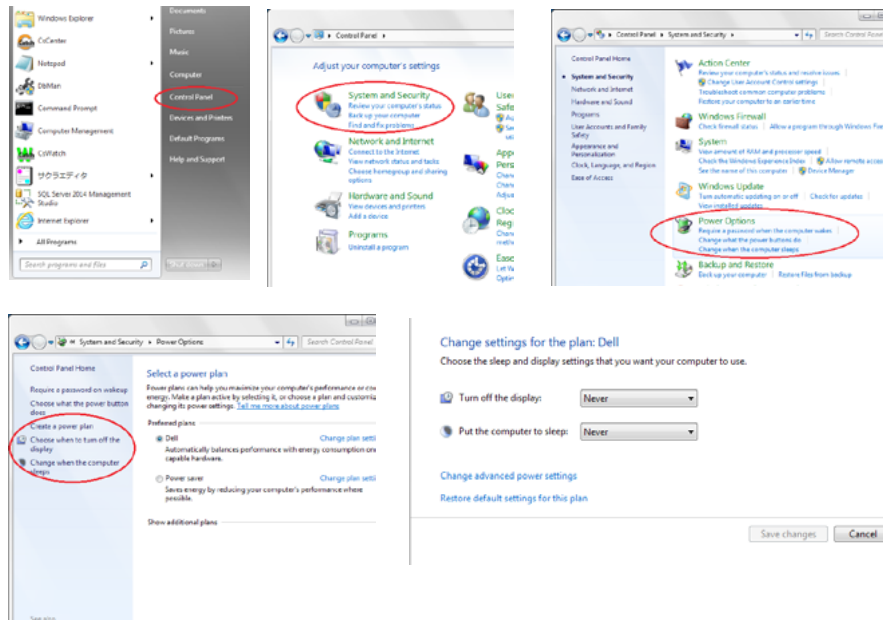 Windows Explorer
CsCenter
Notepad
DbMan
Command Prompt
Computer Management
CsWatch
サクラエディタ
SQL Server 2014 Management
Studio
Internet Explorer
All Programs
Search programs and files
Documents
Pictures
Music
Computer
Control Panel
Devices and Printers
Default Programs
Help and Support
Control Panel
Adjust your computer's settings
System and Security
Review your computer's status
Back up your computer
Find and fix problems
Network and Internet
Connect to the Internet
View network status and tasks
Choose homegroup and sharing
options
Hardware and Sound
View devices and printers
Add a device
Programs
Uninstall a program
User
Safe
Appe
Pers
Chan
Chan
Adjus
Cloc
Reg
Chan
Ease
Let W
Optim
Control Panel System and Security
Search Control Panel
Control Panel Home
System and Security
Network and Internet
Hardware and Sound
Programs
User Accounts and Family
Safety
Appearance and
Personalization
Clock, Language, and Region
Ease of Access
Action Center
Review your computer's status and resolve issues
Change User Account Control settings
Troubleshoot common computer problems
Restore your computer to an earlier time
Windows Firewall
Check firewall status Allow a program through Windows Fire
System
View amount of RAM and processor speed
Check the Windows Experience Index Allow remote access
See the name of this computer Device Manager
Windows Update
Turn automatic updating on or off Check for updates
View installed updates
Power Options
Require a password when the computer wakes
Change what the power buttons do
Change when the computer sleeps
Backup and Restore
Back up your computer Restore files from backup
System and Security Power Options
Search Control Panel
Control Panel Home
Require a password on wakeup
Choose what the power button
does
Create a power plan
Choose when to turn off the
display
Change when the computer
sleeps
See also
Select a power plan
Power plans can help you maximize your computer's performance or con
energy. Make a plan active by selecting it, or choose a plan and customiz
changing its power settings. Tell me more about power plans
Preferred plans
Dell Change plan setti
Automatically balances performance with energy consumption on
capable hardware.
Power saver Change plan setti
Saves energy by reducing your computer's performance where
possible.
Show additional plans
Change settings for the plan: Dell
Choose the sleep and display settings that you want your computer to use.
Turn off the display: Never
Put the computer to sleep: Never
Change advanced power settings
Restore default settings for this plan
Save changes Cancel